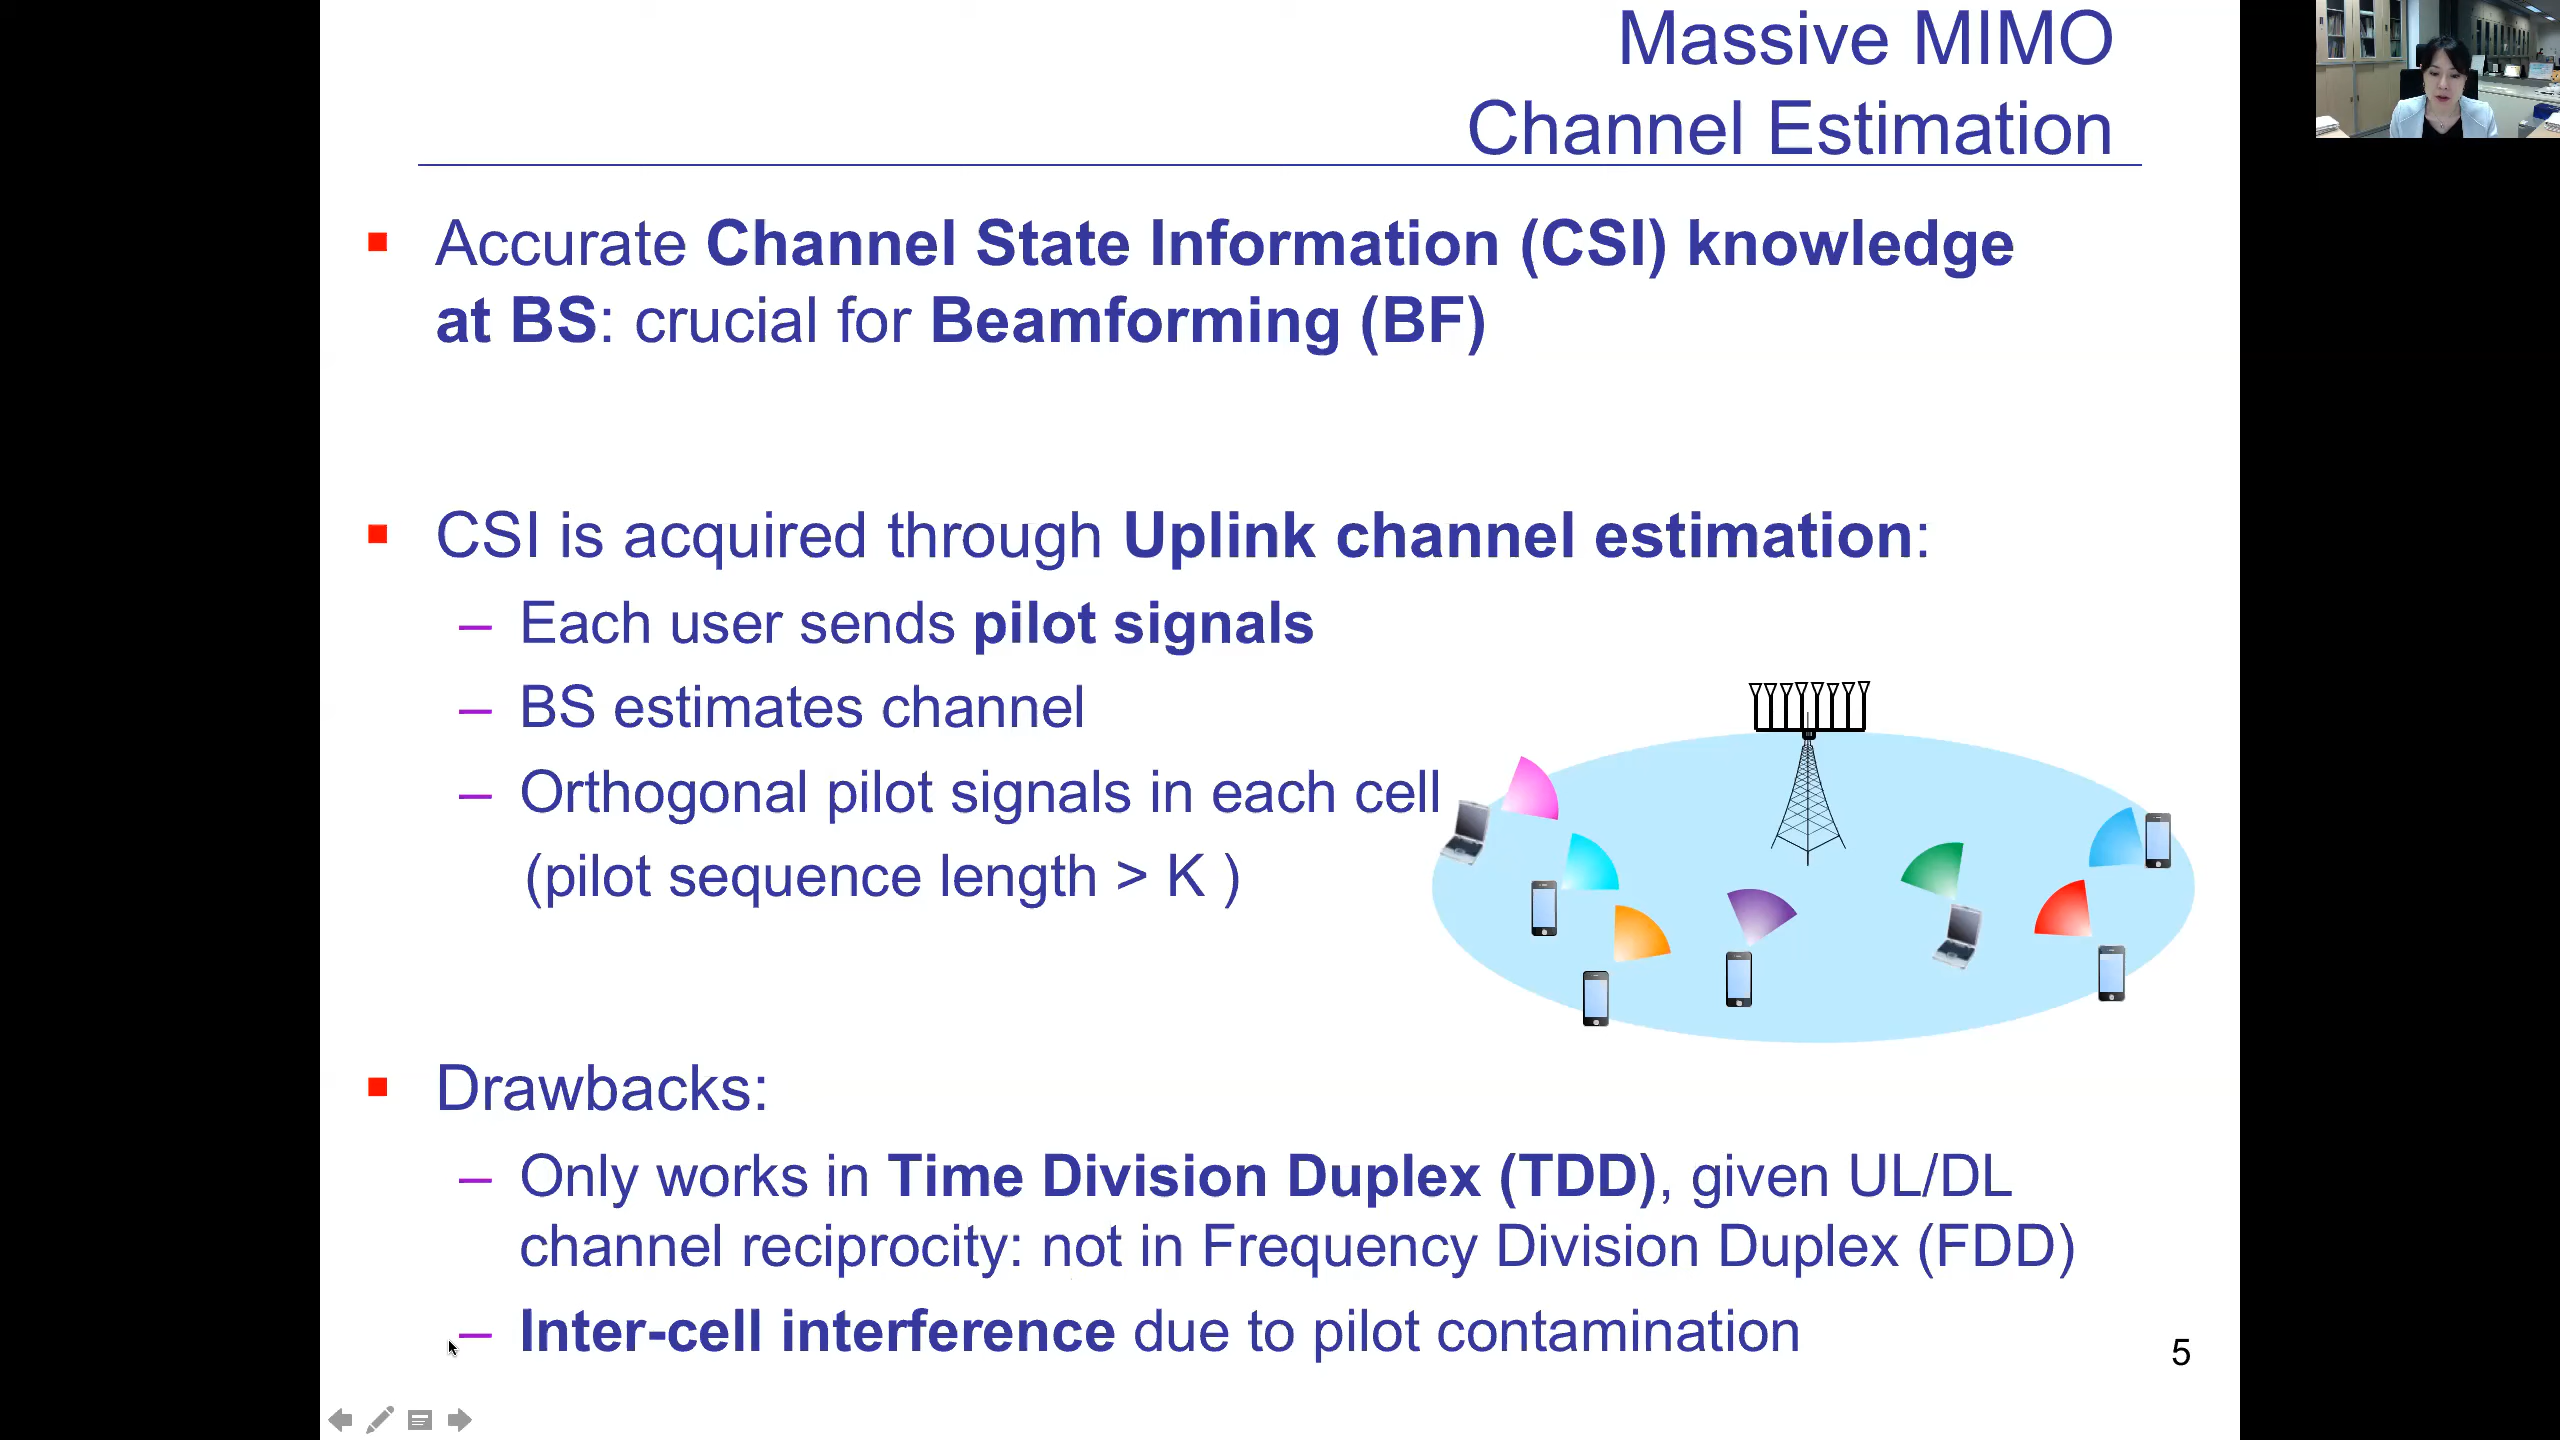 Massive MIMO
Channel Estimation
Accurate Channel State Information (CSI) knowledge
at BS: crucial for Beamforming (BF)
CSI is acquired through Uplink channel estimation:
– Each user sends pilot signals
– BS estimates channel
– Orthogonal pilot signals in each cell
(pilot sequence length > K )
Drawbacks:
– Only works in Time Division Duplex (TDD), given UL/DL
channel reciprocity: not in Frequency Division Duplex (FDD)
– Inter-cell interference due to pilot contamination
5